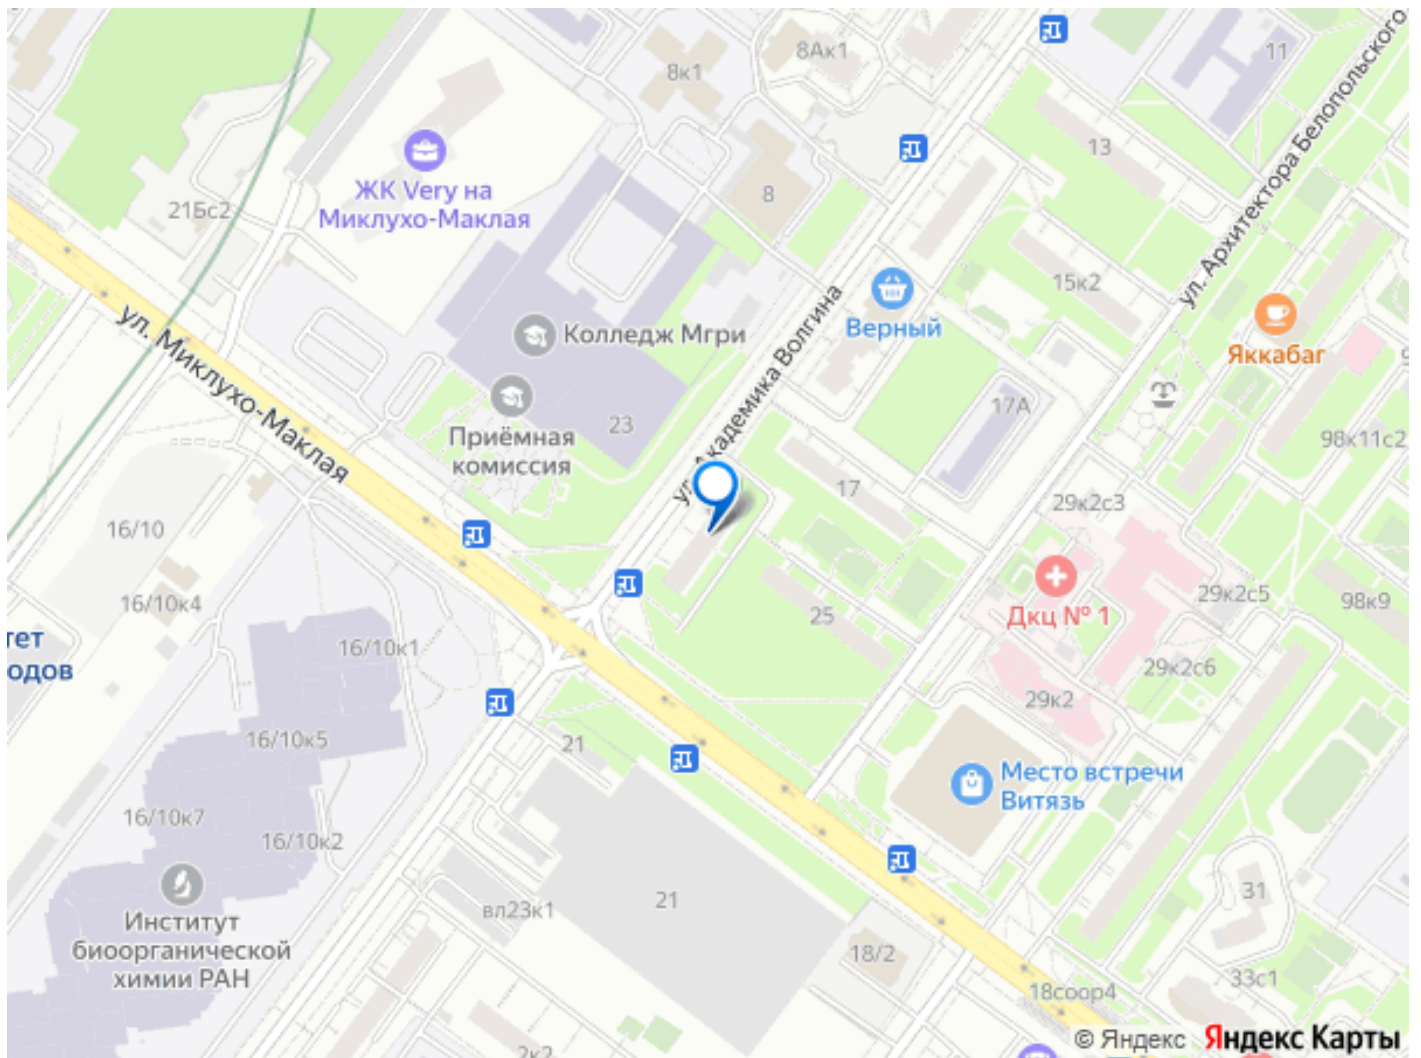 11
8Ак1
8к1
ул. Архитектора Белопольского
13
ЖК Very на
Миклухо-Маклая
21Бс2
8
15к2
ул. Миклухо-Маклая
Верный
Яккабаг
Колледж Мгри
ул. Академика Волгина
17А
23
Приёмная
комиссия
98к11с2
17
29к2с3
16/10
16/10к4
Дкц № 1
29к2с5
98к9
25
тет
одов
16/10к1
29к2с6
29к2
16/10к5
21
Место встречи
Витязь
16/10к7
16/10к2
21
вл23к1
31
Институт
биоорганической
химии РАН
18/2
33с1
18соор4
2к2
© Яндекс Яндекс Карты